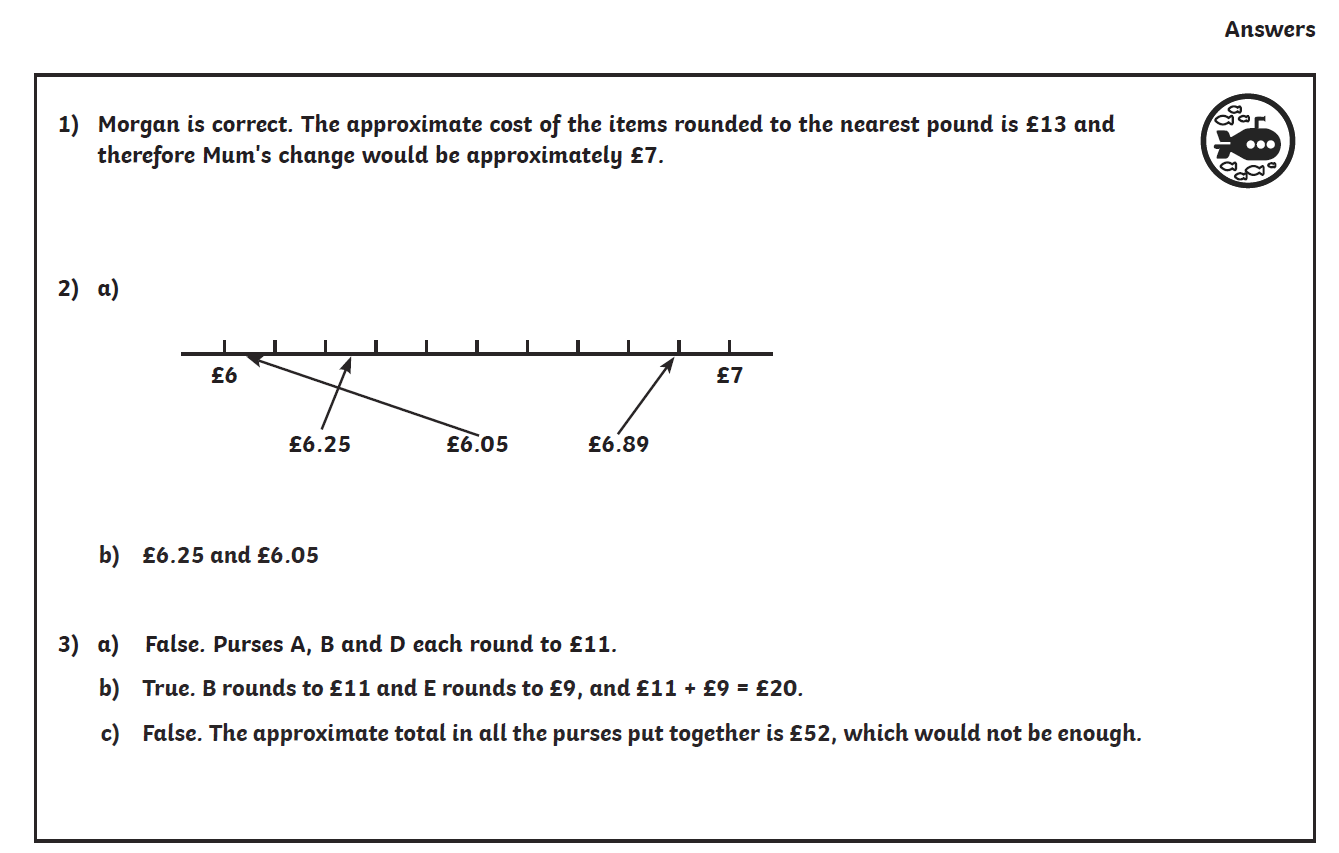 Answers
1) Morgan is correct. The approximate cost of the items rounded to the nearest pound is £13 and
therefore Mum's change would be approximately £7.
2) a)
£6 £7
£6.25 £6.05 £6.89
b) £6.25 and £6.05
3) a) False. Purses A, B and D each round to £11.
b) True. B rounds to £11 and E rounds to £9, and £11 + £9 = £20.
c) False. The approximate total in all the purses put together is £52, which would not be enough.